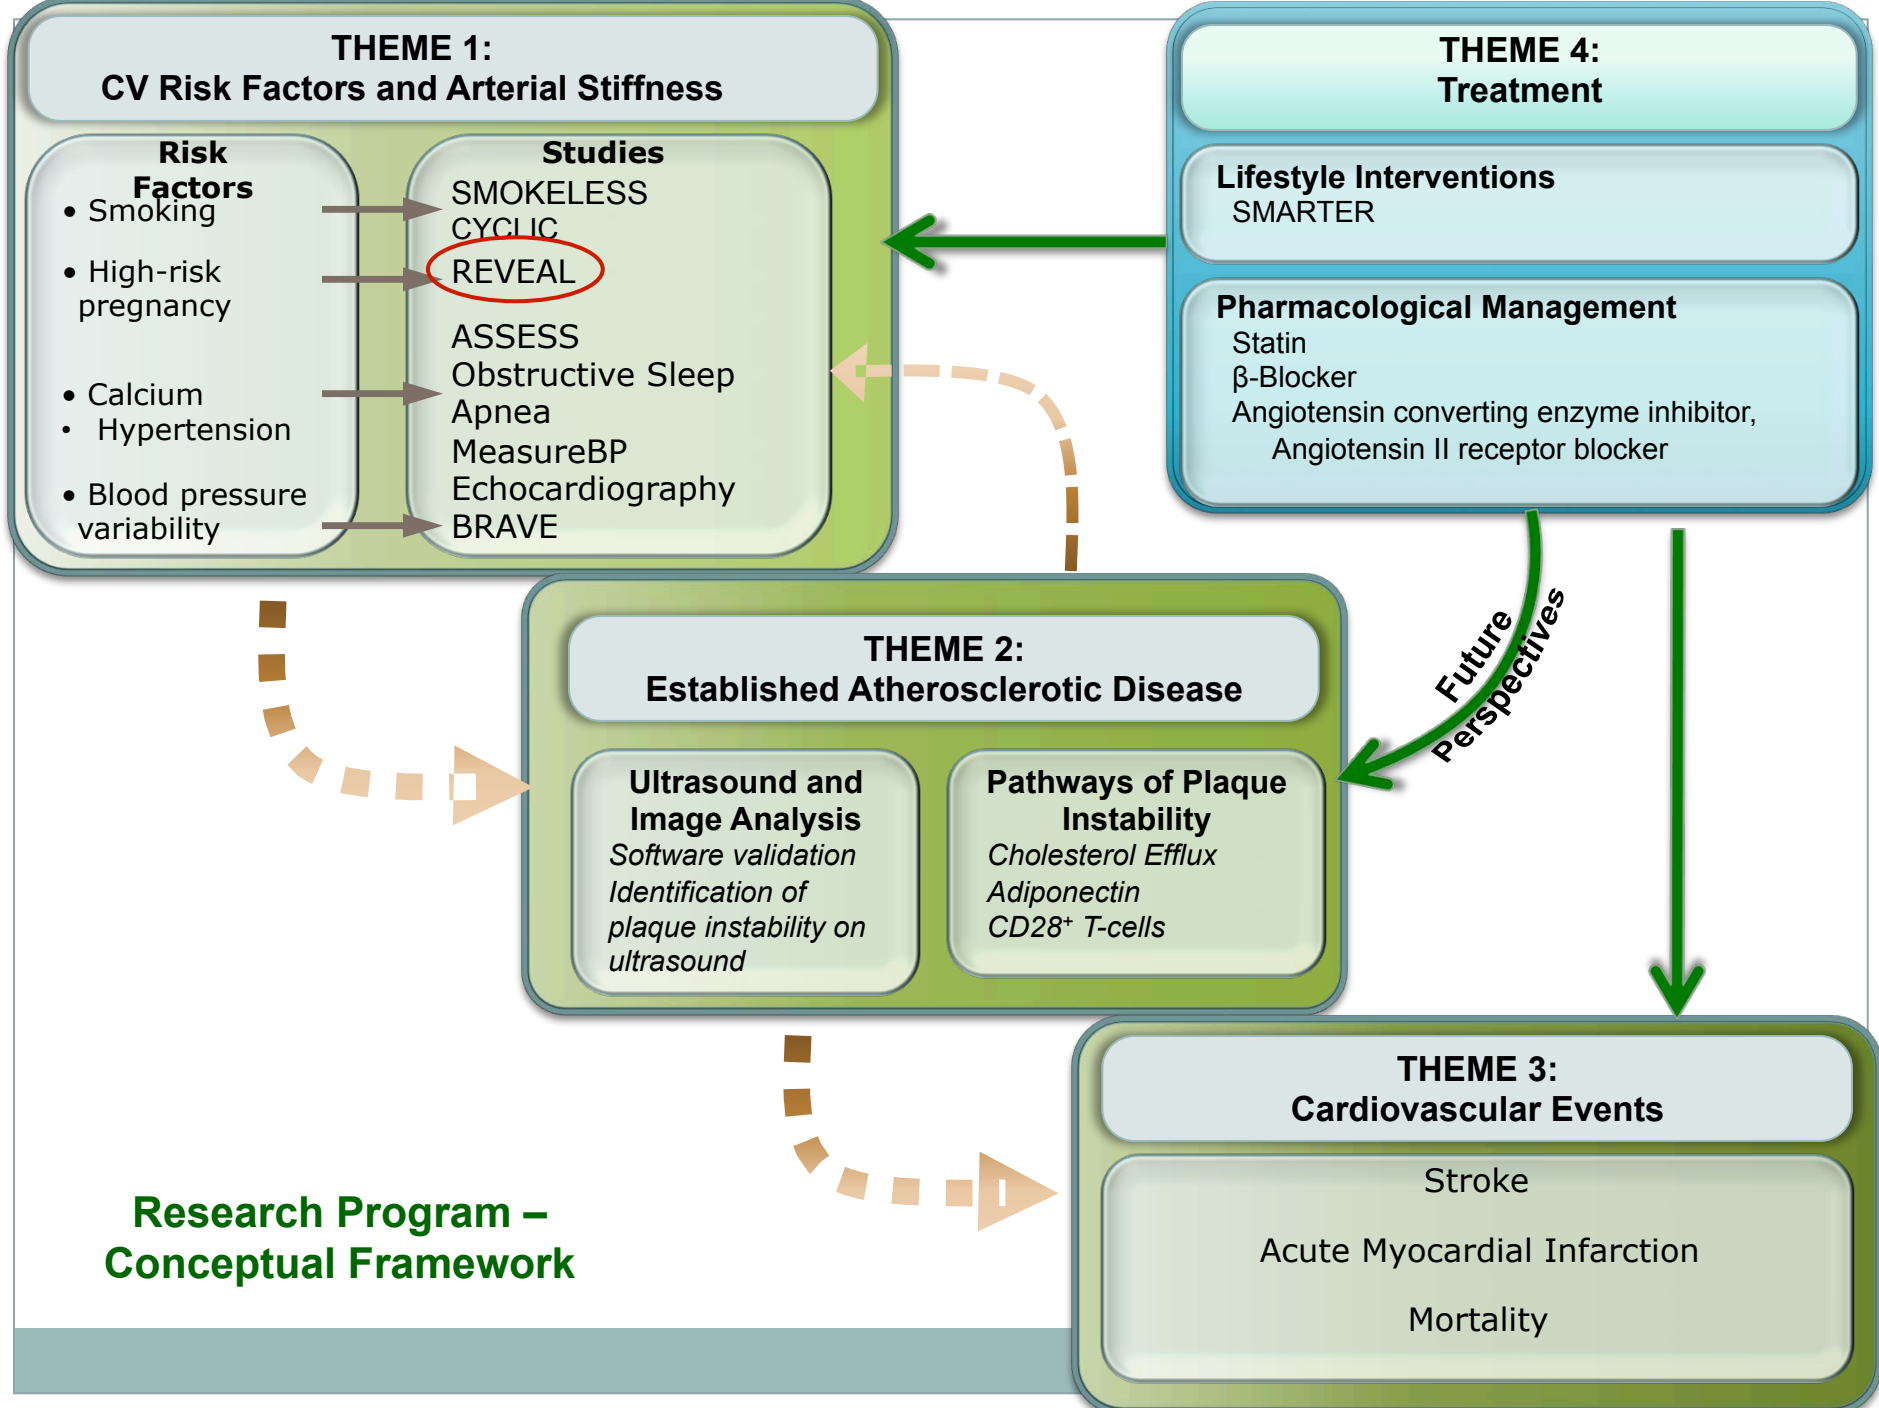 THEME 1:
CV Risk Factors and Arterial Stiffness
Risk
Factors
• Smoking
• High-risk
pregnancy
• Calcium
• Hypertension
• Blood pressure
variability
Studies
SMOKELESS
CYCLIC
REVEAL
ASSESS
Obstructive Sleep
Apnea
MeasureBP
Echocardiography
BRAVE
THEME 4:
Treatment
Lifestyle Interventions
SMARTER
Pharmacological Management
Statin
β-Blocker
Angiotensin converting enzyme inhibitor,
Angiotensin II receptor blocker
Future
Perspectives
THEME 2:
Established Atherosclerotic Disease
Ultrasound and
Image Analysis
Software validation
Identification of
plaque instability on
ultrasound
Pathways of Plaque
Instability
Cholesterol Efflux
Adiponectin
CD28⁺ T-cells
THEME 3:
Cardiovascular Events
Stroke
Acute Myocardial Infarction
Mortality
Research Program –
Conceptual Framework